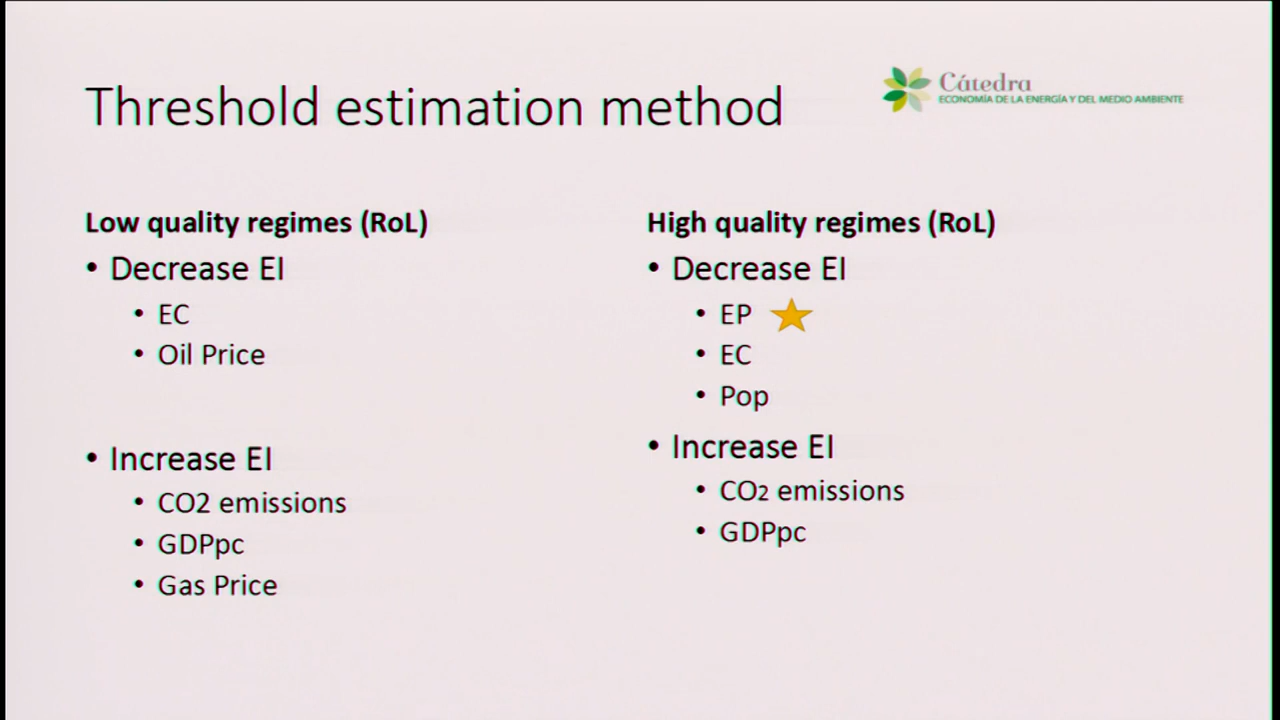 Threshold estimation method
Cátedra
ECONOMÍA DE LA ENERGÍA Y DEL MEDIO AMBIENTE
Low quality regimes (RoL)
• Decrease EI
• EC
• Oil Price
• Increase EI
• CO2 emissions
• GDPpc
• Gas Price
High quality regimes (RoL)
• Decrease EI
• EP
• EC
• Pop
• Increase EI
• CO2 emissions
• GDPpc